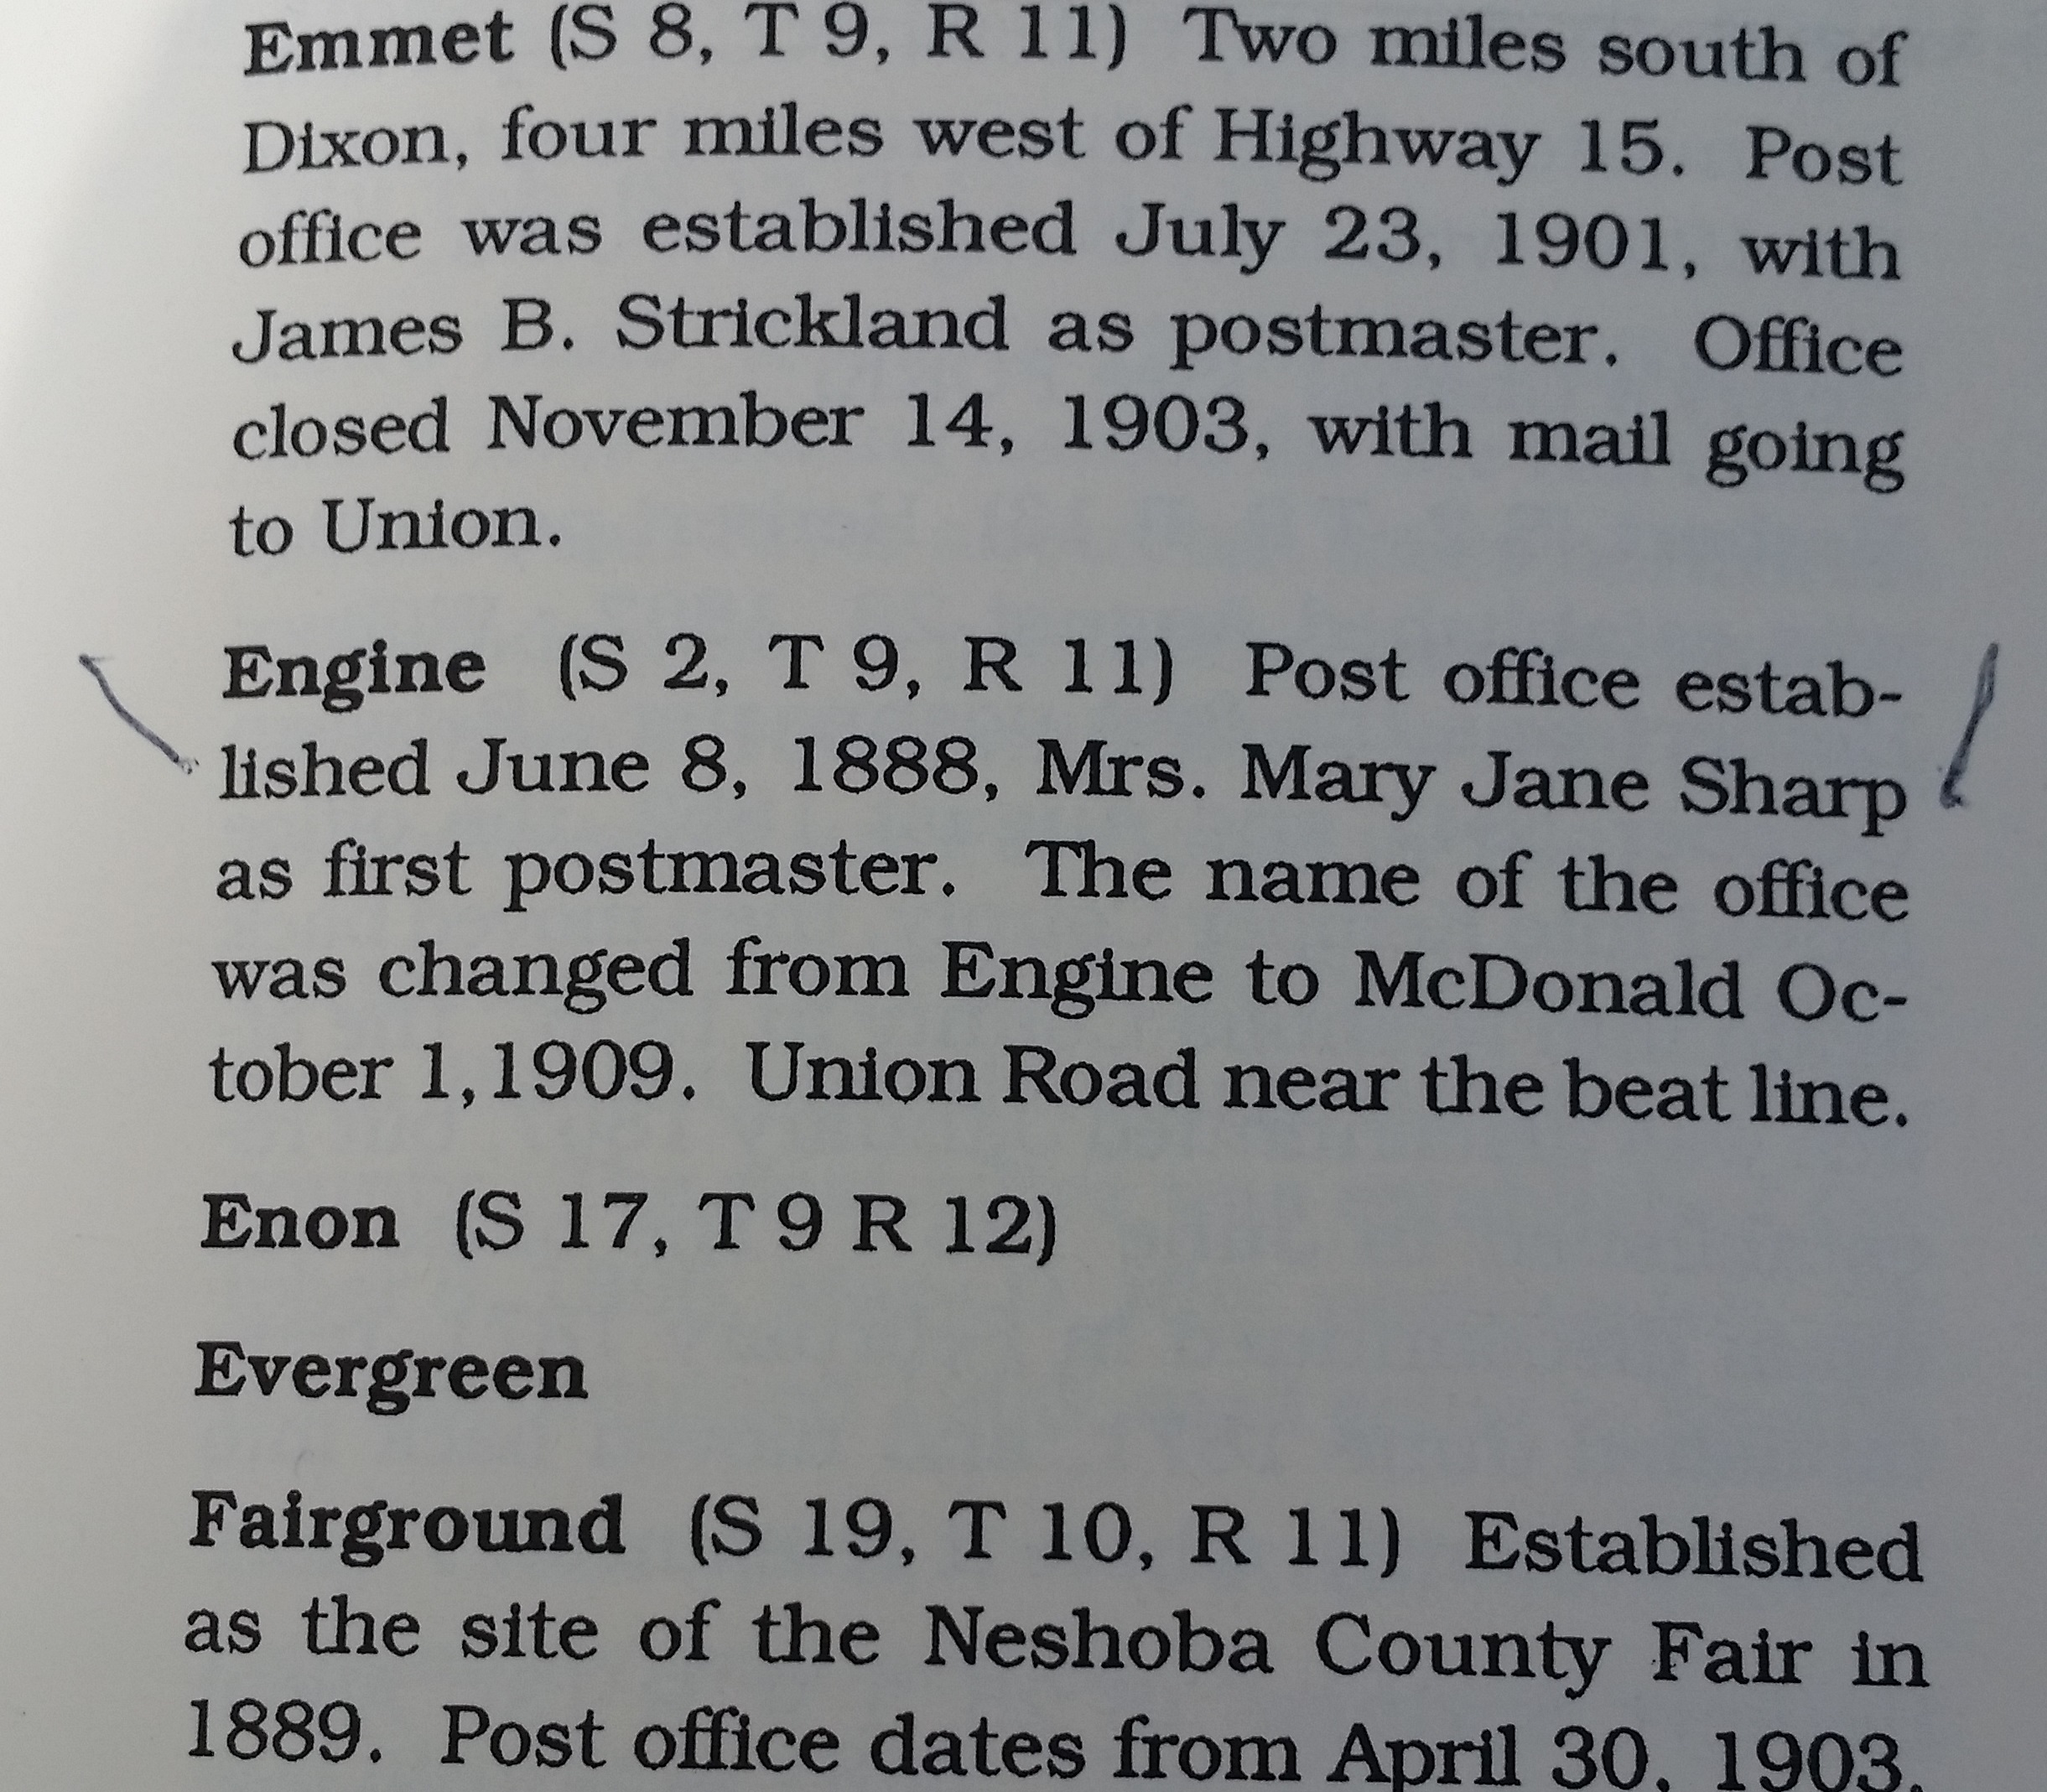 Emmet (S 8, T 9, R 11) Two miles south of
Dixon, four miles west of Highway 15. Post
office was established July 23, 1901, with
James B. Strickland as postmaster. Office
closed November 14, 1903, with mail going
to Union.
Engine (S 2, T 9, R 11) Post office estab-
lished June 8, 1888, Mrs. Mary Jane Sharp
as first postmaster. The name of the office
was changed from Engine to McDonald Oc-
tober 1,1909. Union Road near the beat line.
Enon (S 17, T 9 R 12)
Evergreen
Fairground (S 19, T 10, R 11) Established
as the site of the Neshoba County Fair in
1889. Post office dates from April 30, 1903,